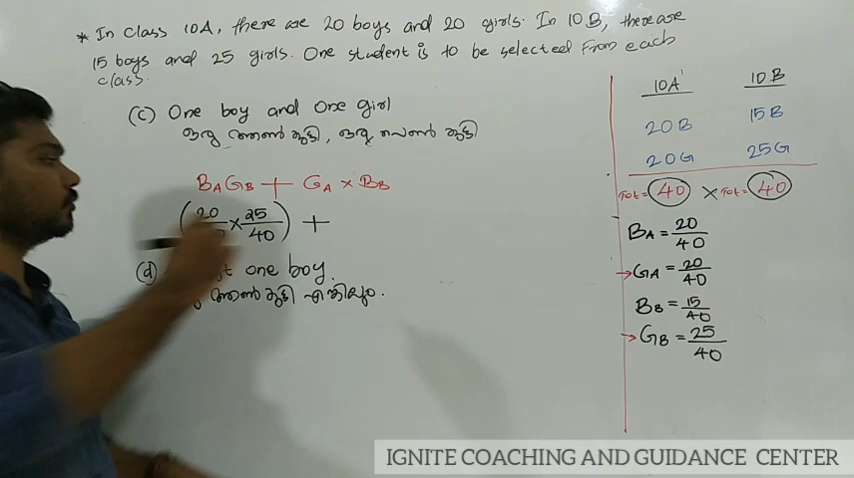 * In class 10A, there are 20 boys and 20 girls. In 10B, there are
15 boys and 25 girls. One student is to be selected from each
class.
(c) One boy and one girl
ഒരു ആൺകുട്ടി, ഒരു പെൺകുട്ടി
BAGB + GA × BB
(20/ × 25/40) +
(d) one boy.
ആൺകുട്ടി എങ്കിലും.
10A 10B
20B 15B
20G 25G
Tot = 40 × Tot = 40
BA = 20/40
→ GA = 20/40
BB = 15/40
→ GB = 25/40
IGNITE COACHING AND GUIDANCE CENTER